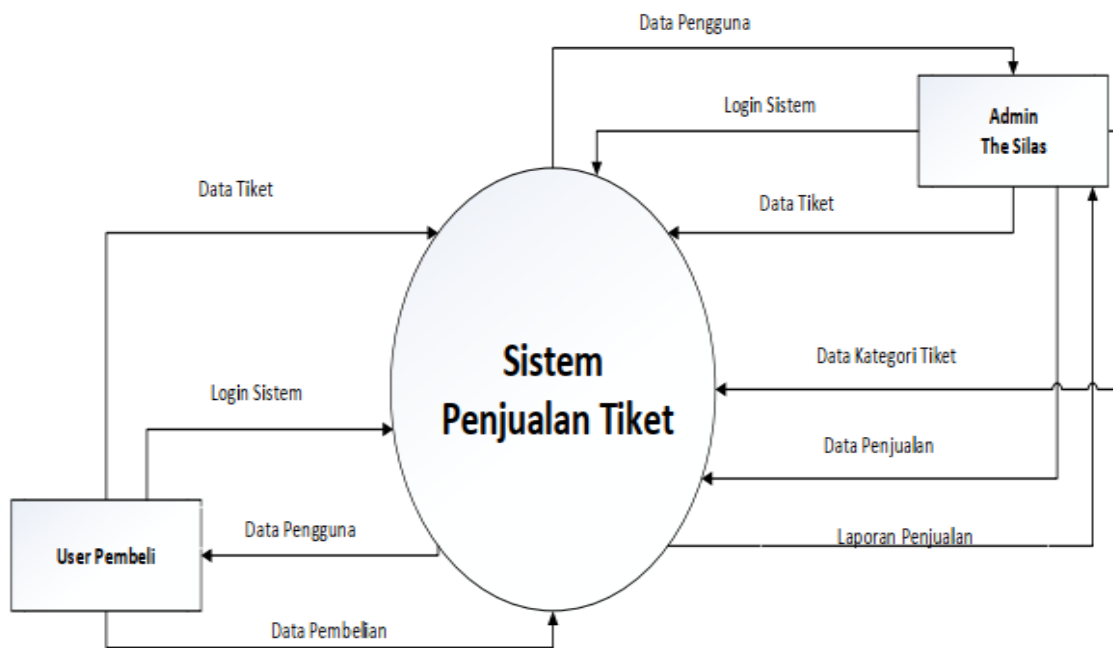 Data Pengguna
Login Sistem
Admin
The Silas
Data Tiket
Data Tiket
Data Kategori Tiket
Sistem
Penjualan Tiket
Login Sistem
Data Penjualan
Data Pengguna
Laporan Penjualan
User Pembeli
Data Pembelian